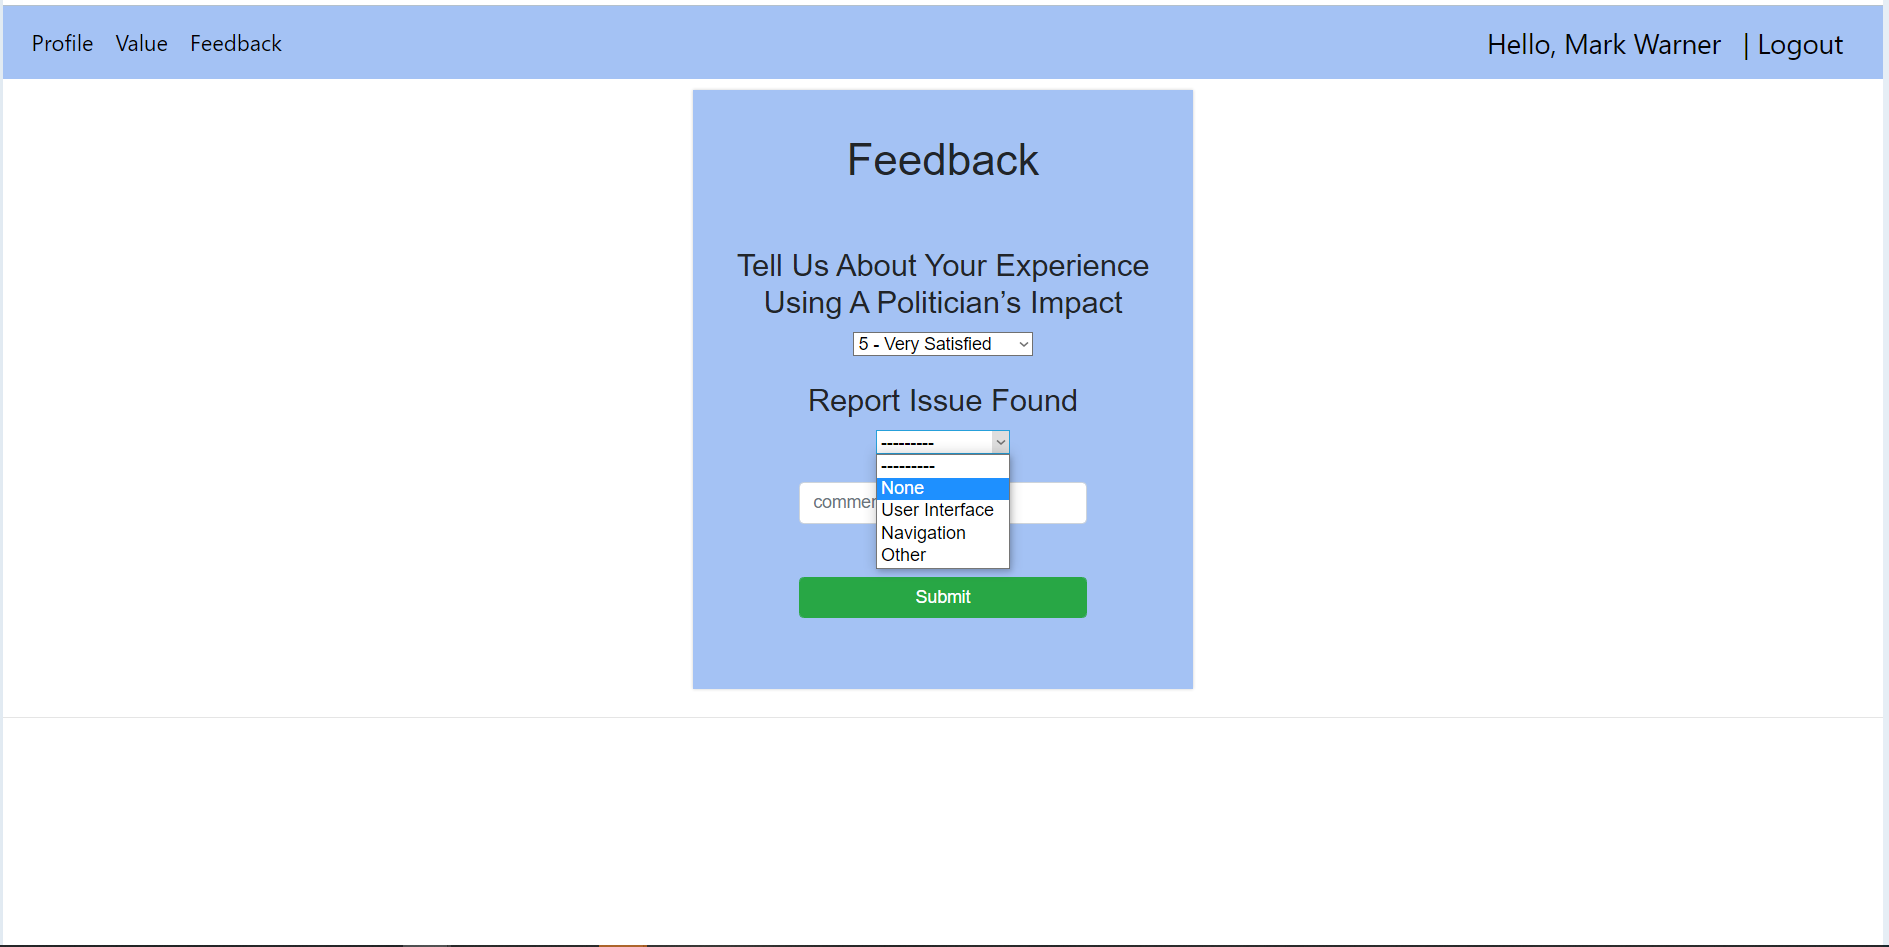 Profile Value Feedback Hello, Mark Warner | Logout
Feedback
Tell Us About Your Experience
Using A Politician’s Impact
5 - Very Satisfied
Report Issue Found
---------
---------
None
User Interface
Navigation
Other
Submit